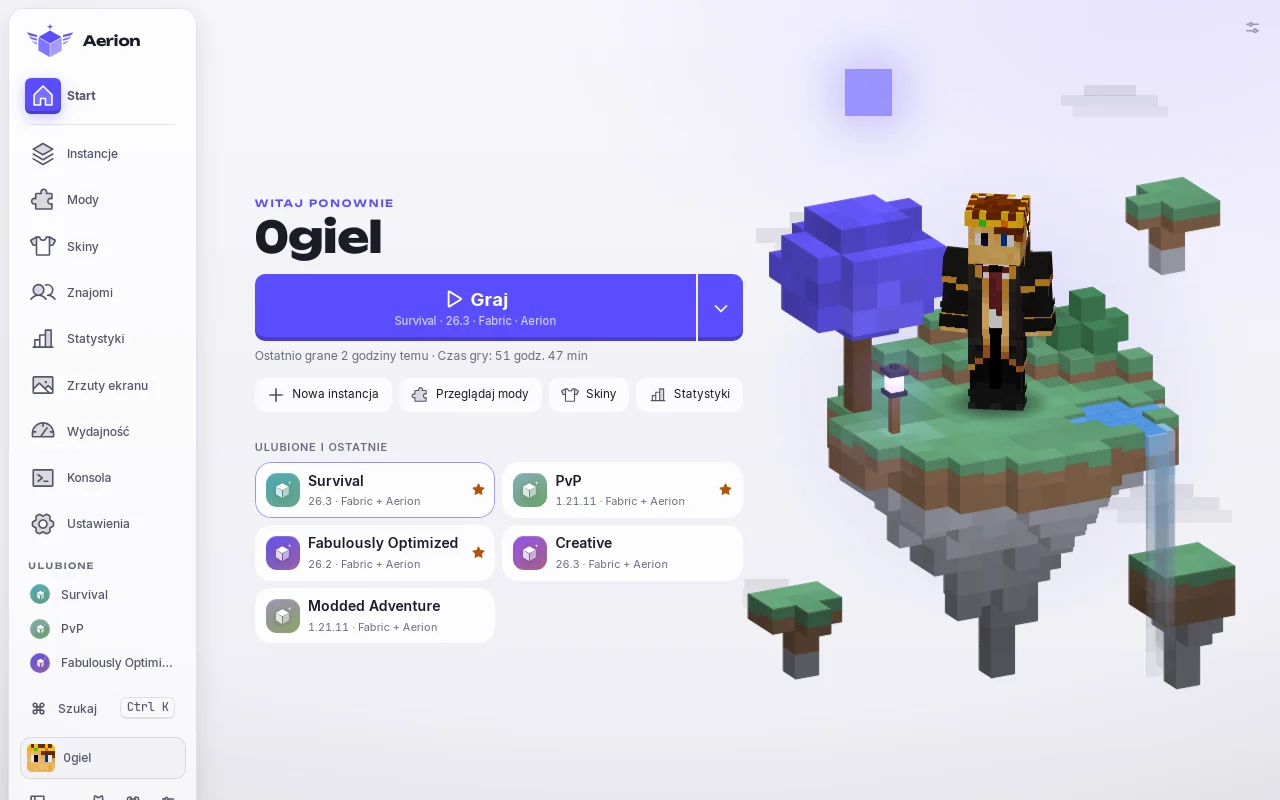 Aerion
Start
Instancje
Mody
Skiny
Znajomi
Statystyki
Zrzuty ekranu
Wydajność
Konsola
Ustawienia
ULUBIONE
Survival
PvP
Fabulously Optimi...
Szukaj
Ctrl K
0giel
WITAJ PONOWNIE
0giel
Graj
Survival · 26.3 · Fabric · Aerion
Ostatnio grane 2 godziny temu · Czas gry: 51 godz. 47 min
Nowa instancja
Przeglądaj mody
Skiny
Statystyki
ULUBIONE I OSTATNIE
Survival
26.3 · Fabric + Aerion
PvP
1.21.11 · Fabric + Aerion
Fabulously Optimized
26.2 · Fabric + Aerion
Creative
26.3 · Fabric + Aerion
Modded Adventure
1.21.11 · Fabric + Aerion